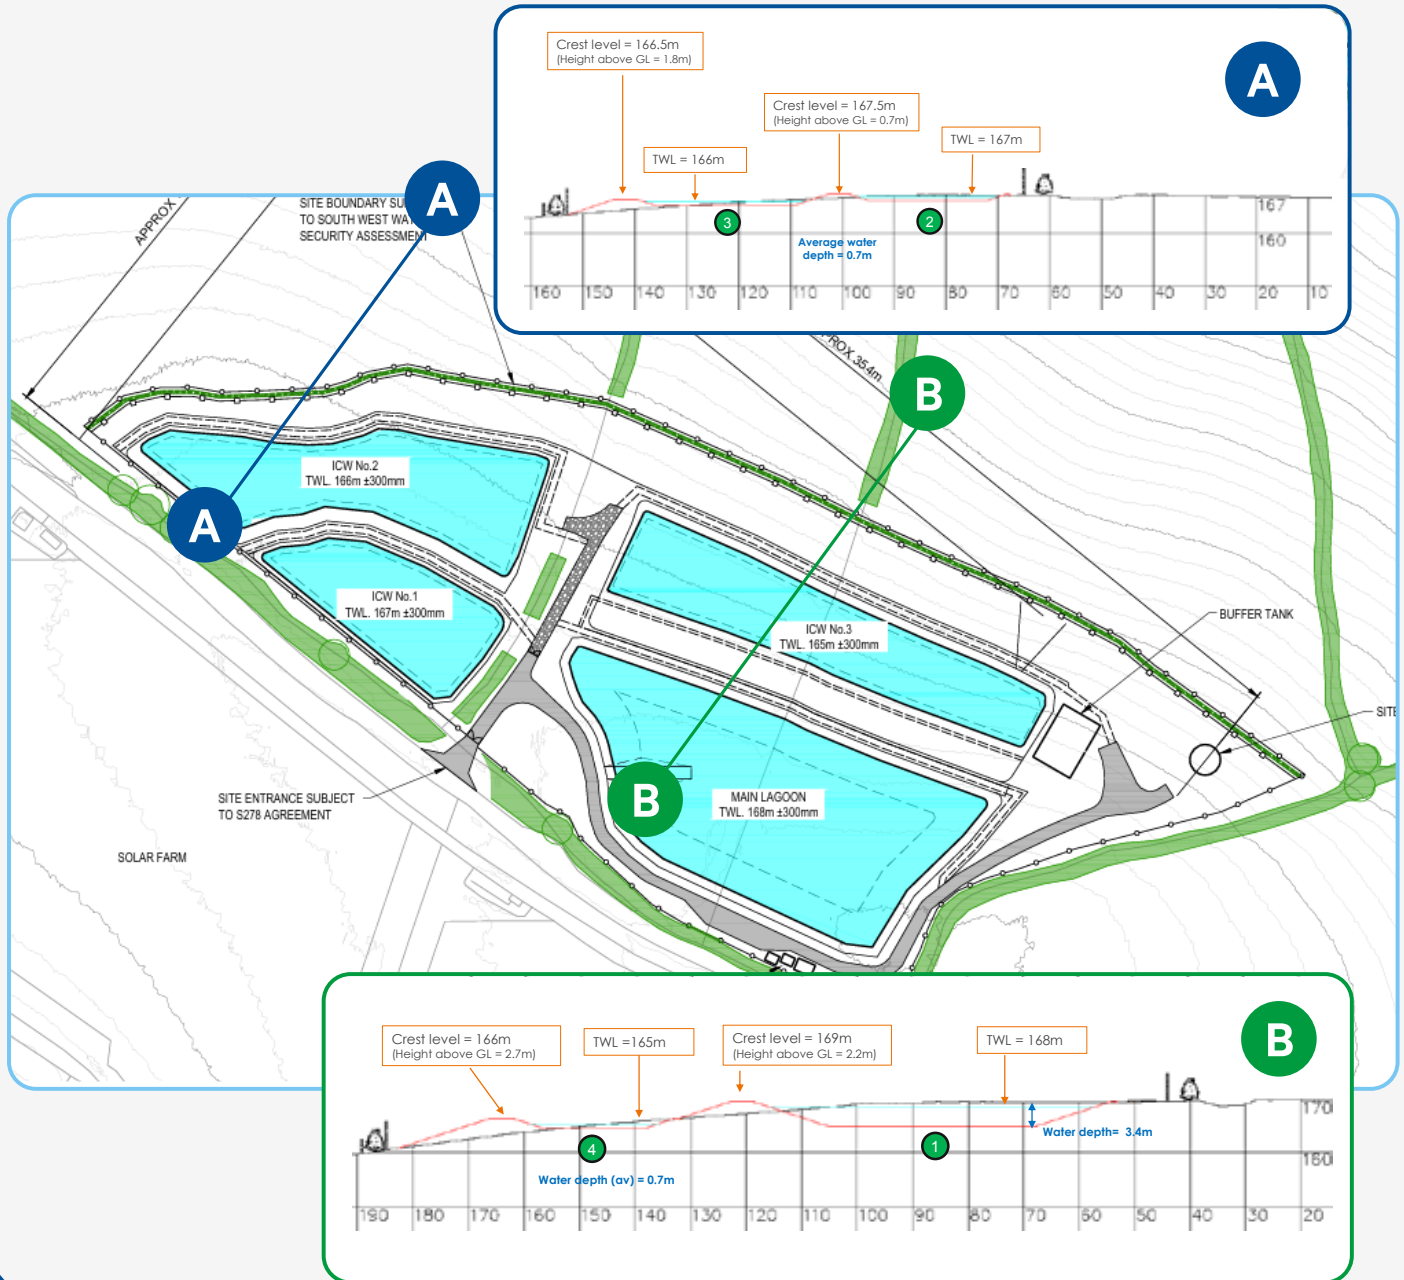 Crest level = 166.5m
(Height above GL = 1.8m)
A
Crest level = 167.5m
(Height above GL = 0.7m)
TWL = 166m
TWL = 167m
3
2
Average water
depth = 0.7m
167
160
160 150 140 130 120 110 100 90 80 70 60 50 40 30 20 10
A
APPROX
SITE BOUNDARY
TO SOUTH WEST
SECURITY ASSESSMENT
35.4m
B
ICW No.2
TWL. 166m ±300mm
A
ICW No.1
TWL. 167m ±300mm
ICW No.3
TWL. 165m ±300mm
BUFFER TANK
SITE
B
MAIN LAGOON
TWL. 168m ±300mm
SITE ENTRANCE SUBJECT
TO S278 AGREEMENT
SOLAR FARM
Crest level = 166m
(Height above GL = 2.7m)
TWL =165m
Crest level = 169m
(Height above GL = 2.2m)
TWL = 168m
B
170
Water depth= 3.4m
4
1
160
Water depth (av) = 0.7m
190 180 170 160 150 140 130 120 110 100 90 80 70 60 50 40 30 20